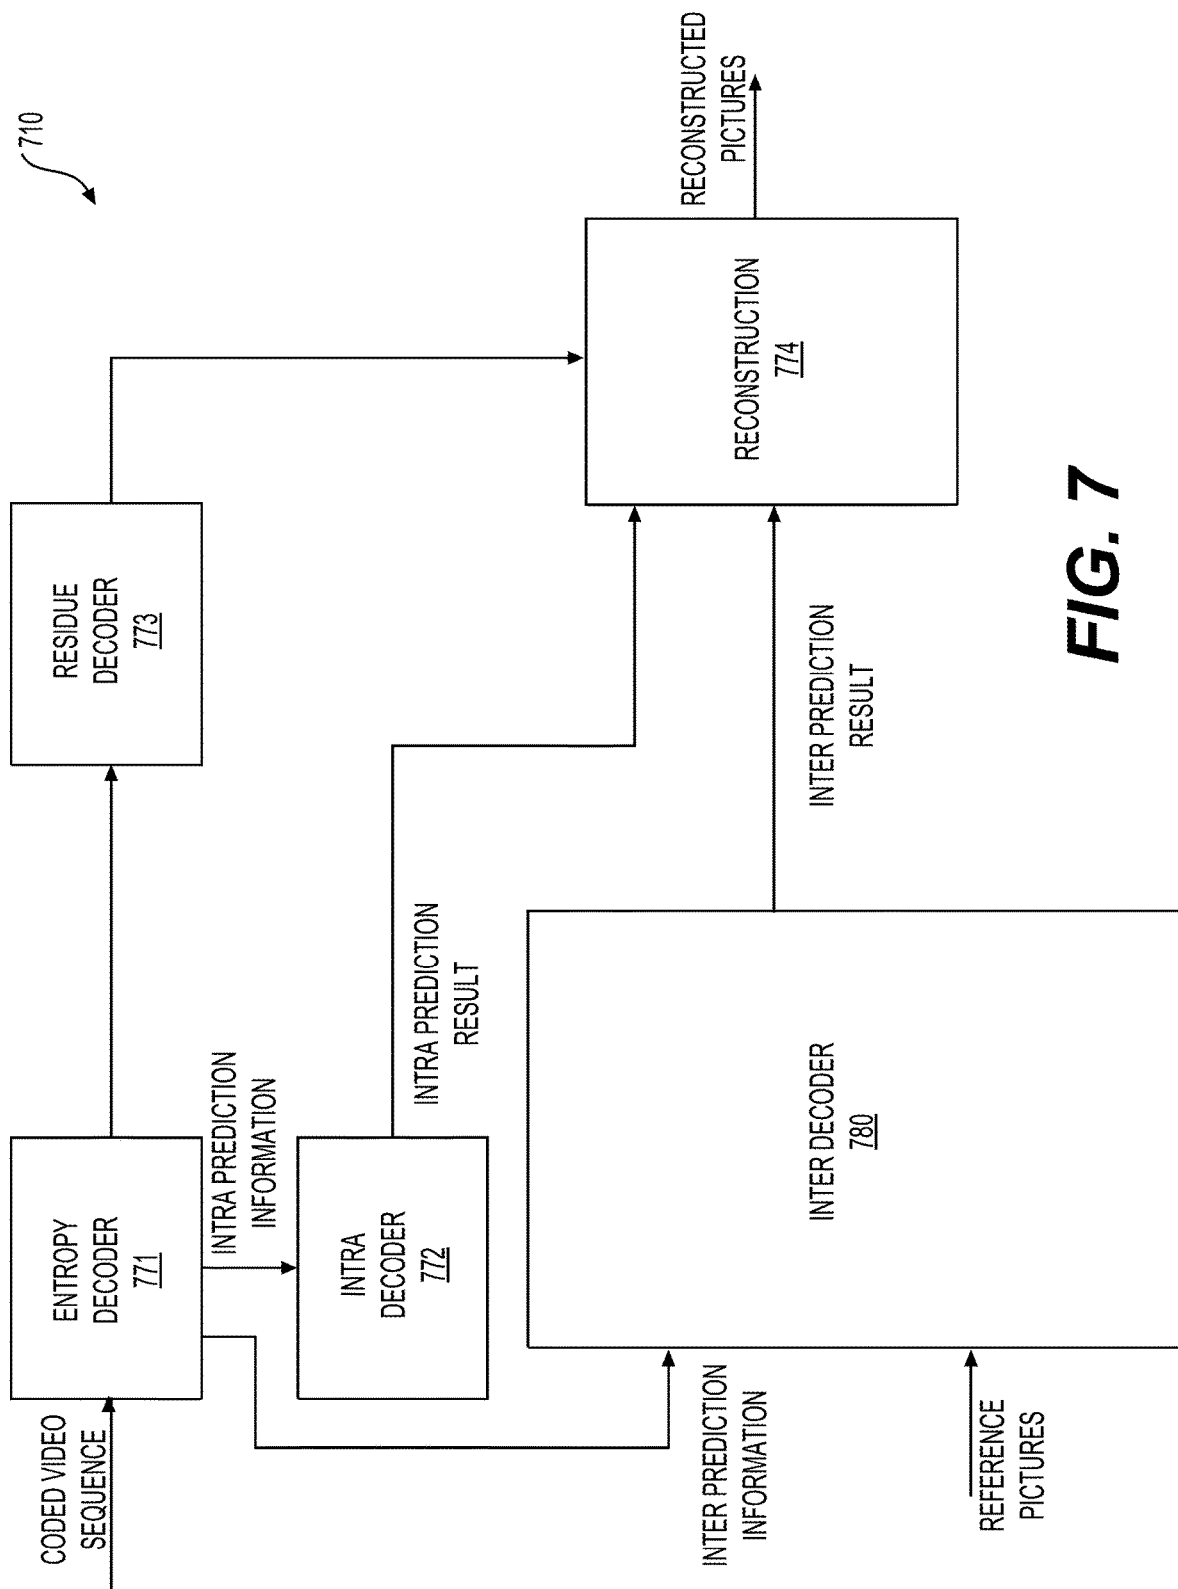 710
CODED VIDEO
SEQUENCE
ENTROPY
DECODER
771
RESIDUE
DECODER
773
INTRA PREDICTION
INFORMATION
INTRA
DECODER
772
INTRA PREDICTION
RESULT
INTER PREDICTION
INFORMATION
REFERENCE
PICTURES
INTER DECODER
780
INTER PREDICTION
RESULT
RECONSTRUCTION
774
RECONSTRUCTED
PICTURES
FIG. 7